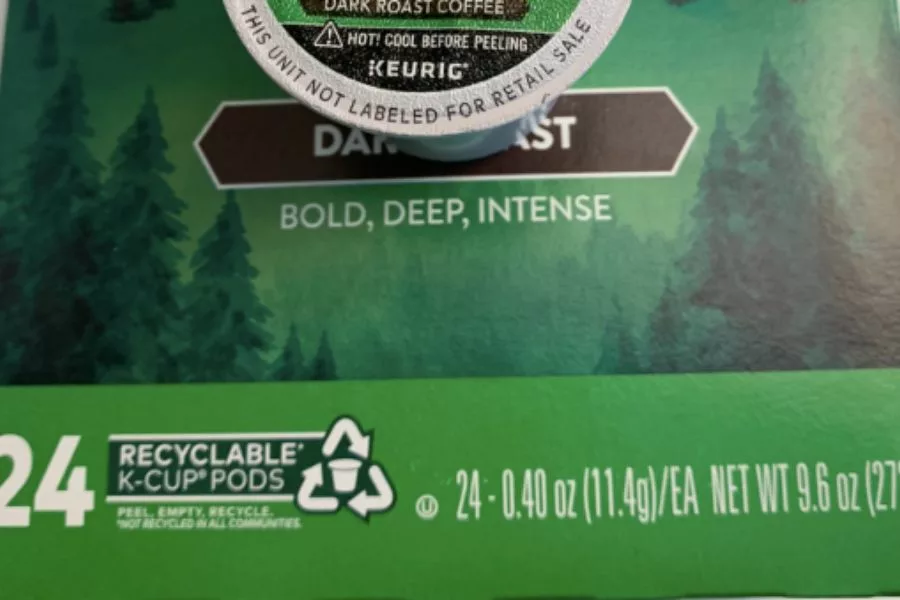 DARK ROAST COFFEE
HOT! COOL BEFORE PEELING
KEURIG®
THIS UNIT NOT LABELED FOR RETAIL SALE
BOLD, DEEP, INTENSE
24
RECYCLABLE*
K-CUP® PODS
PEEL. EMPTY. RECYCLE.
*NOT RECYCLED IN ALL COMMUNITIES.
U 24 - 0.40 oz (11.4g)/EA NET WT 9.6 oz (27